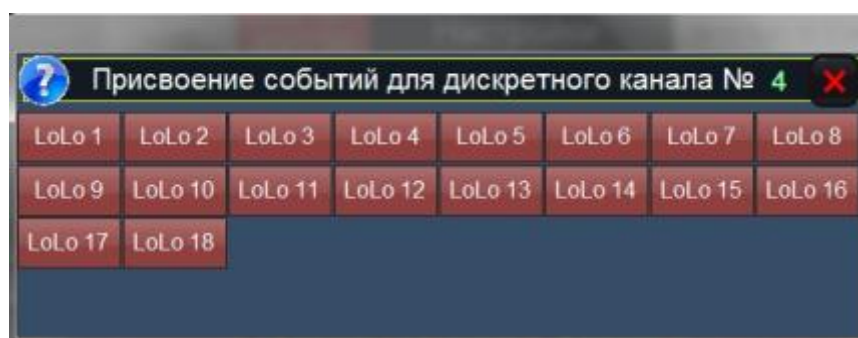 ? Присвоение событий для дискретного канала № 4
LoLo 1 LoLo 2 LoLo 3 LoLo 4 LoLo 5 LoLo 6 LoLo 7 LoLo 8
LoLo 9 LoLo 10 LoLo 11 LoLo 12 LoLo 13 LoLo 14 LoLo 15 LoLo 16
LoLo 17 LoLo 18